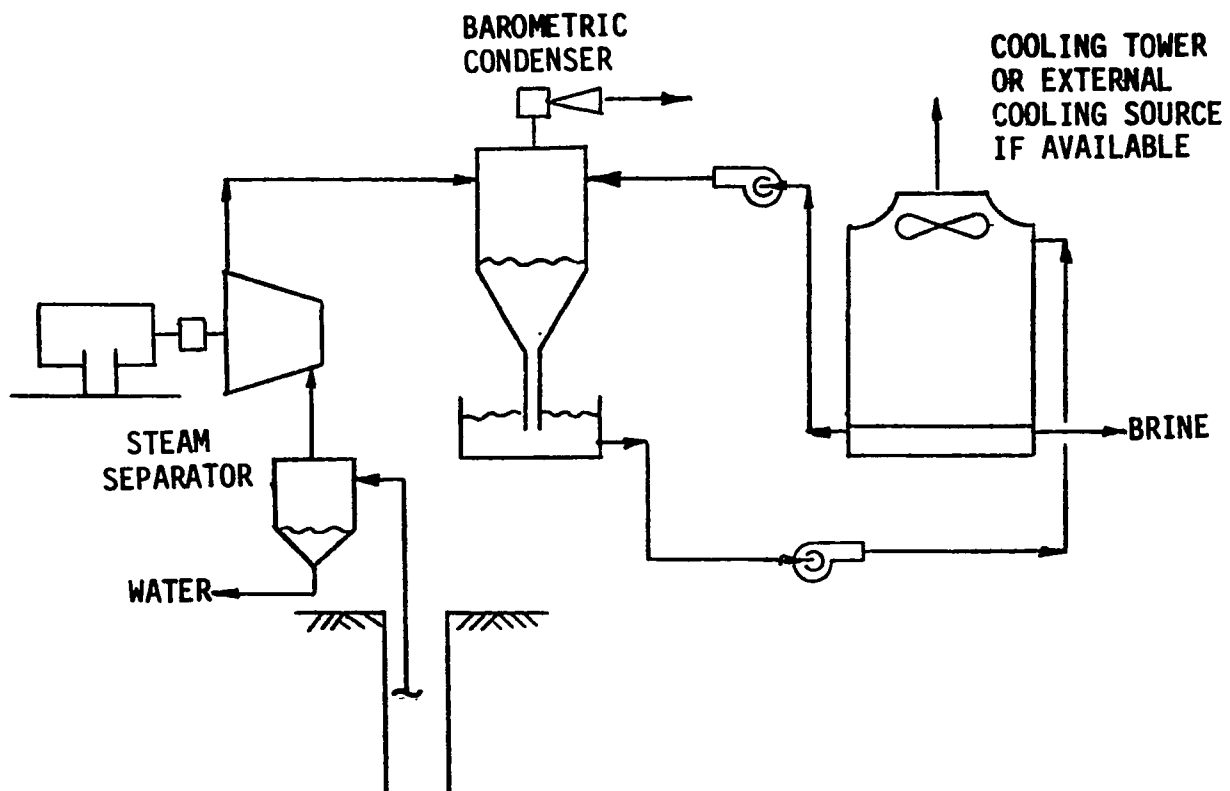 BAROMETRIC
CONDENSER
COOLING TOWER
OR EXTERNAL
COOLING SOURCE
IF AVAILABLE
STEAM
SEPARATOR
BRINE
WATER